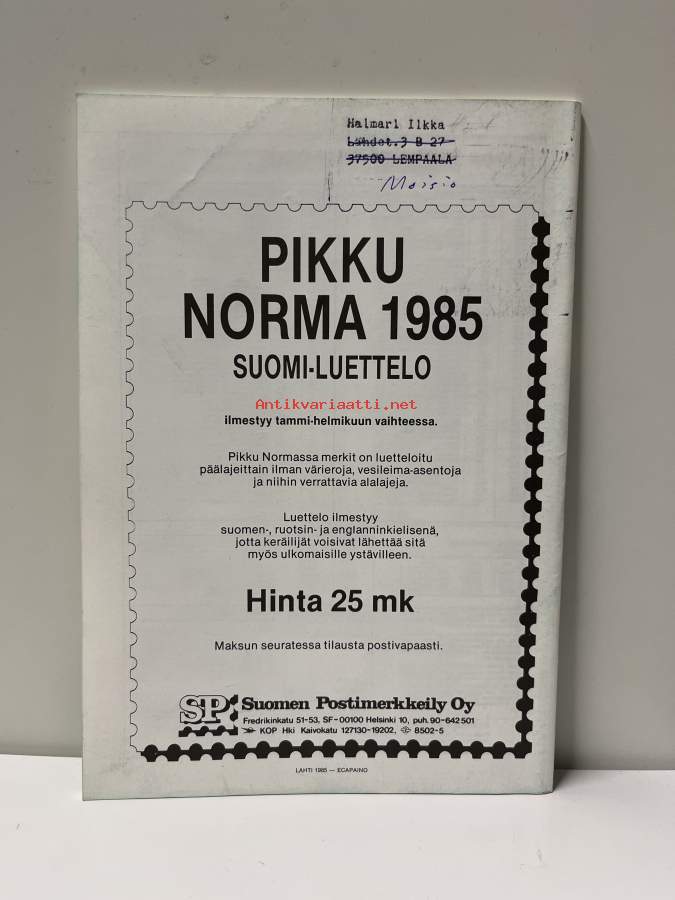 Halmari Ilkka
Lähdet.3 B 27
37500 LEMPÄÄLÄ
Moisio
PIKKU
NORMA 1985
SUOMI-LUETTELO
Antikvariaatti.net
ilmestyy tammi-helmikuun vaihteessa.
Pikku Normassa merkit on luetteloitu
päälajeittain ilman värieroja, vesileima-asentoja
ja niihin verrattavia alalajeja.
Luettelo ilmestyy
suomen-, ruotsin- ja englanninkielisenä,
jotta keräilijät voisivat lähettää sitä
myös ulkomaisille ystävilleen.
Hinta 25 mk
Maksun seuratessa tilausta postivapaasti.
SP Suomen Postimerkkeily Oy
Fredrikinkatu 51-53, SF-00100 Helsinki 10, puh. 90-642 501
KOP Hki Kaivokatu 127130-19202, 8502-5
LAHTI 1985 — ECAPAINO